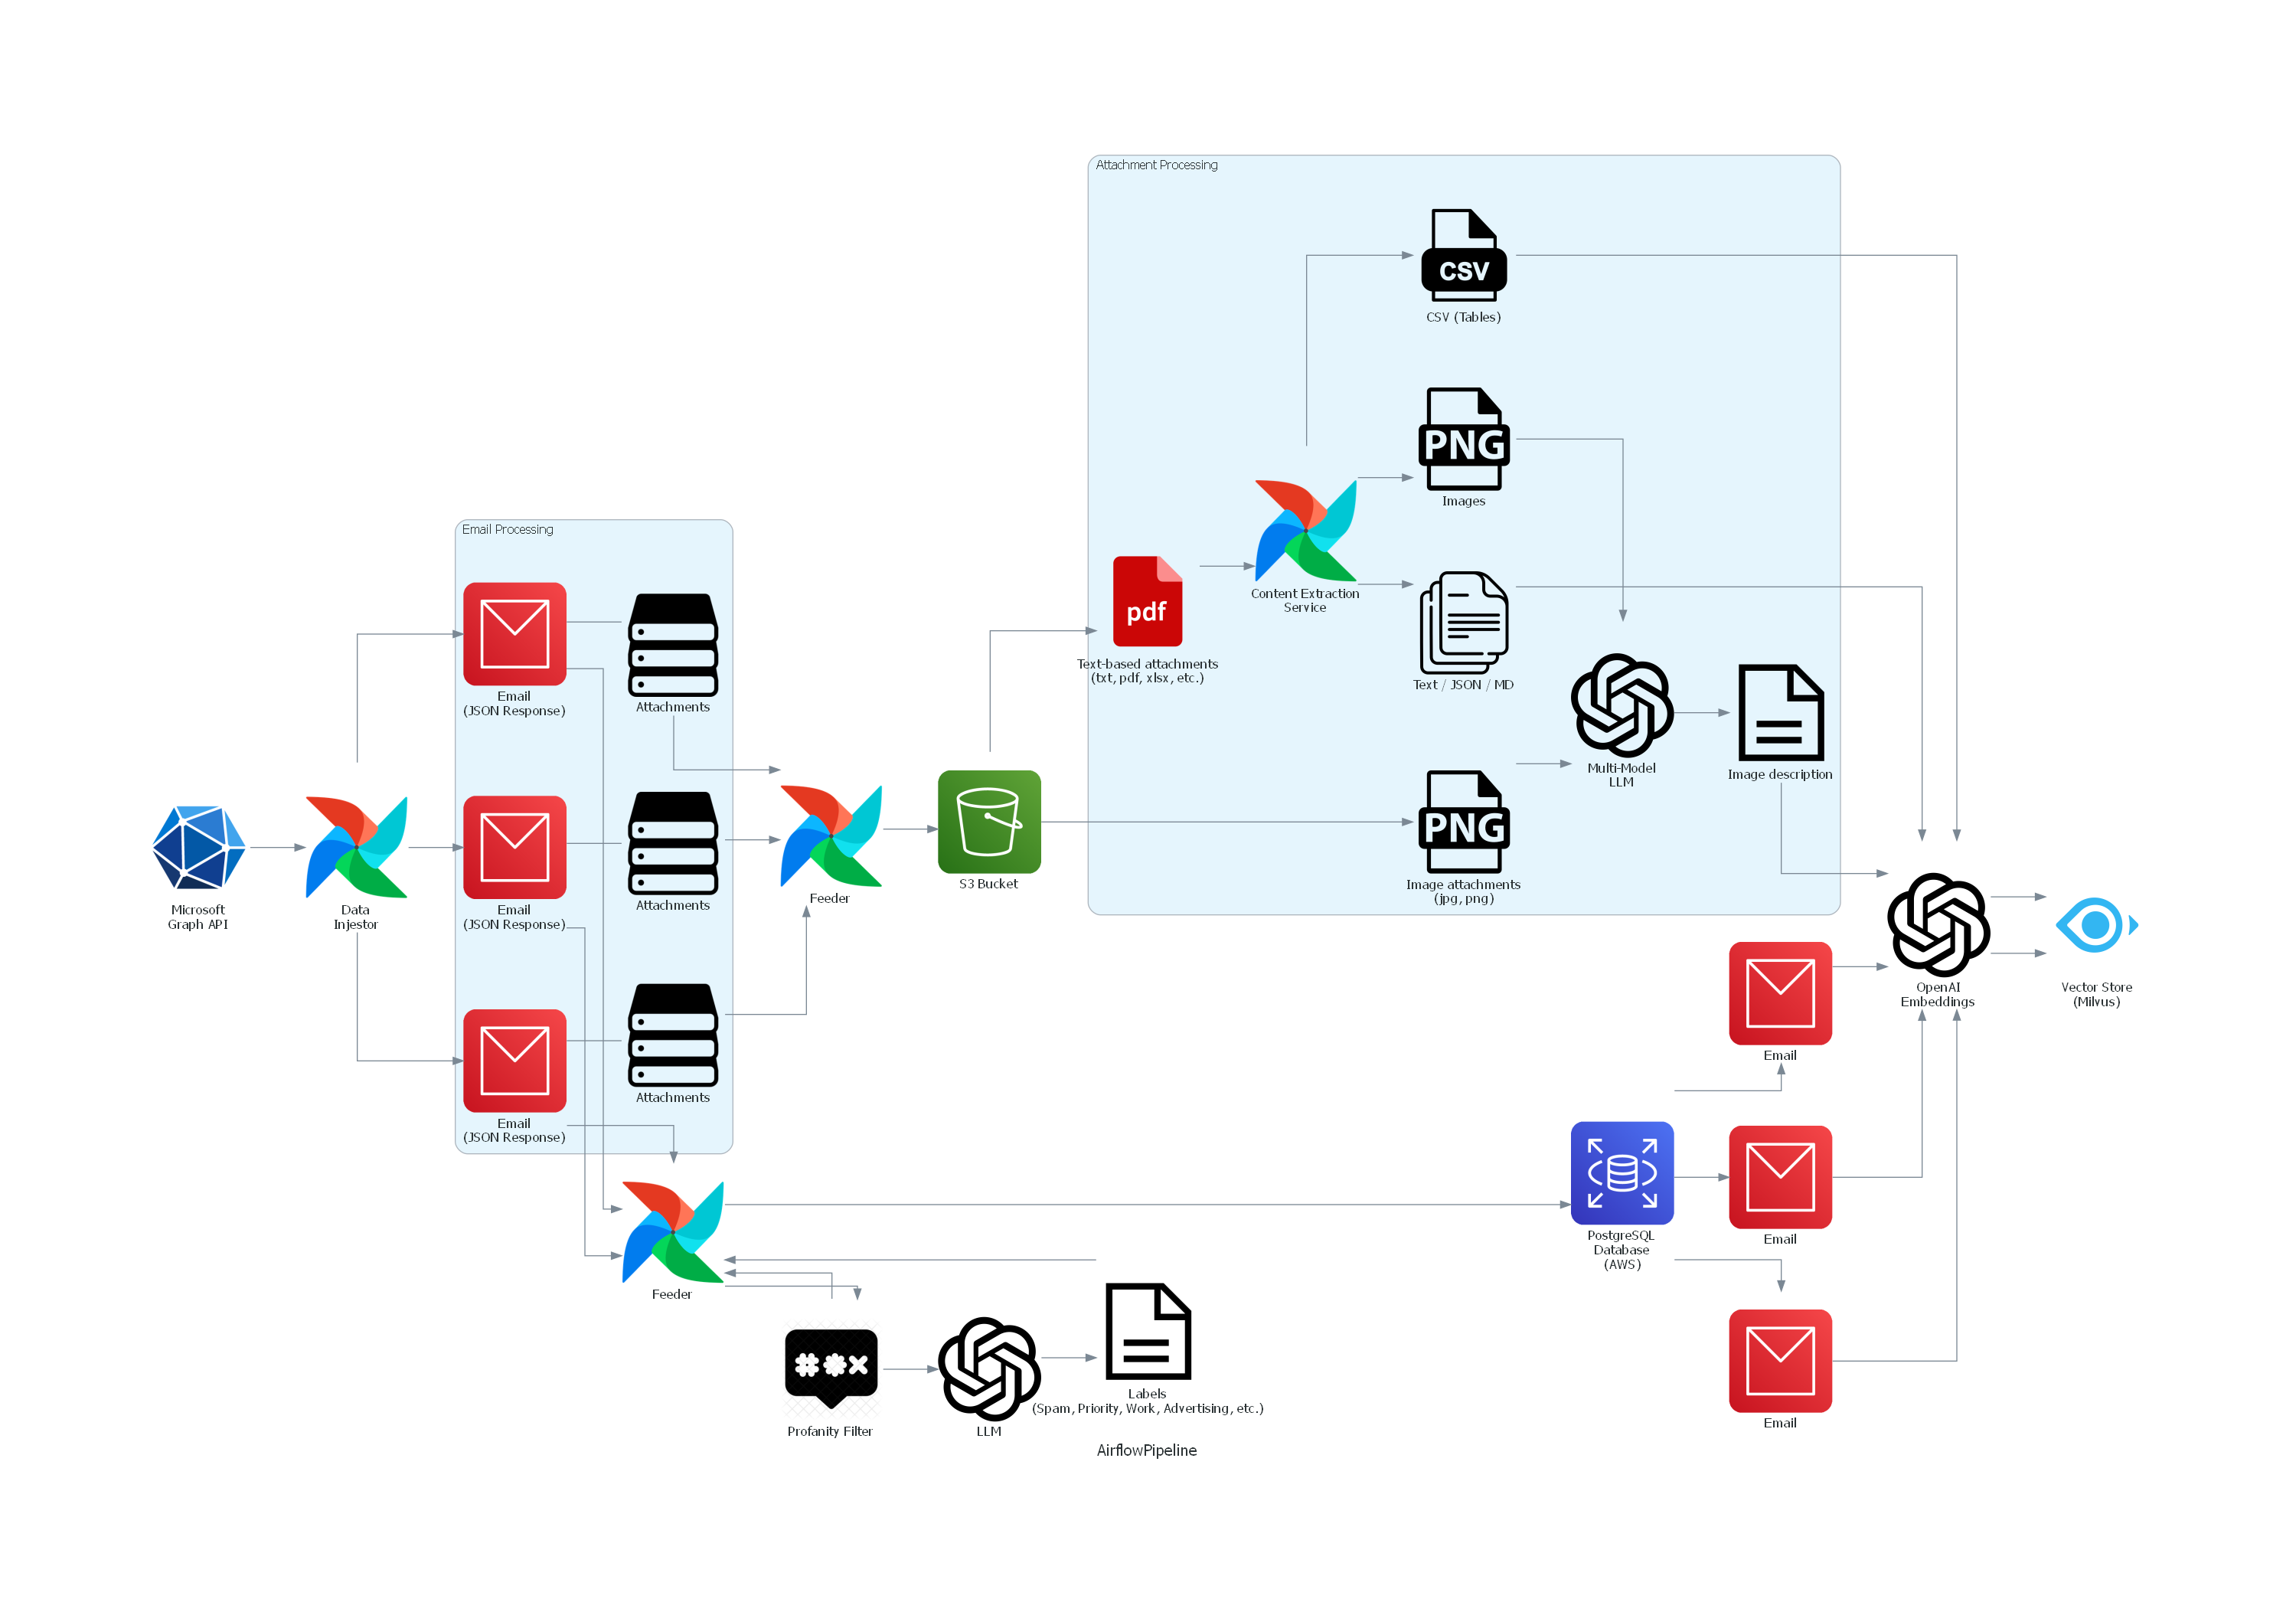 Attachment Processing
CSV
CSV (Tables)
PNG
Images
Email Processing
pdf
Content Extraction
Service
Text-based attachments
(txt, pdf, xlsx, etc.)
Text / JSON / MD
Email
(JSON Response)
Attachments
Multi-Model
LLM
Image description
PNG
Image attachments
(jpg, png)
Microsoft
Graph API
Data
Injestor
Email
(JSON Response)
Attachments
Feeder
S3 Bucket
OpenAI
Embeddings
Vector Store
(Milvus)
Email
Email
(JSON Response)
Attachments
PostgreSQL
Database
(AWS)
Email
Feeder
#*x
Profanity Filter
LLM
Labels
(Spam, Priority, Work, Advertising, etc.)
Email
AirflowPipeline